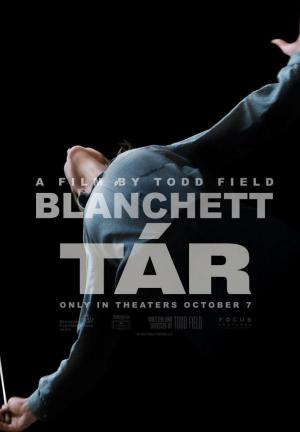 A FILM BY TODD FIELD
BLANCHETT
TÁR
ONLY IN THEATERS OCTOBER 7
WRITTEN AND
DIRECTED BY TODD FIELD
FOCUS
FEATURES